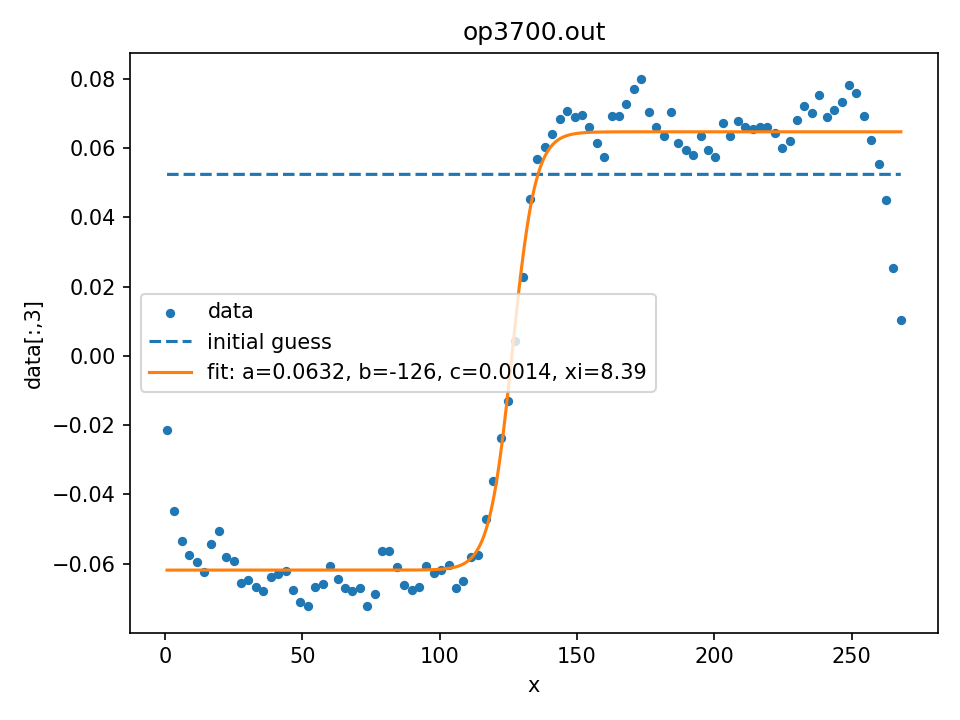 op3700.out
data[:,3]
0.08
0.06
0.04
0.02
0.00
−0.02
−0.04
−0.06
data
initial guess
fit: a=0.0632, b=-126, c=0.0014, xi=8.39
0 50 100 150 200 250
x